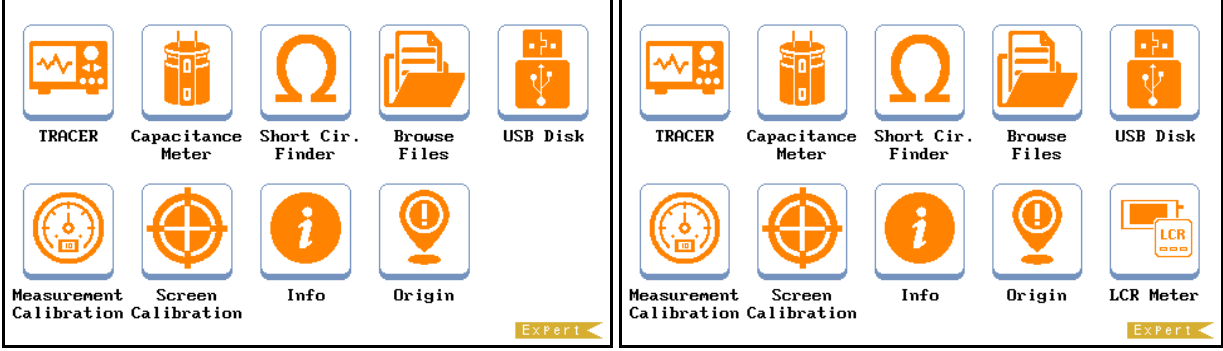 TRACER
Capacitance
Meter
Short Cir.
Finder
Browse
Files
USB Disk
Measurement
Calibration
Screen
Calibration
Info
Origin
ExPert
TRACER
Capacitance
Meter
Short Cir.
Finder
Browse
Files
USB Disk
Measurement
Calibration
Screen
Calibration
Info
Origin
LCR
LCR Meter
ExPert